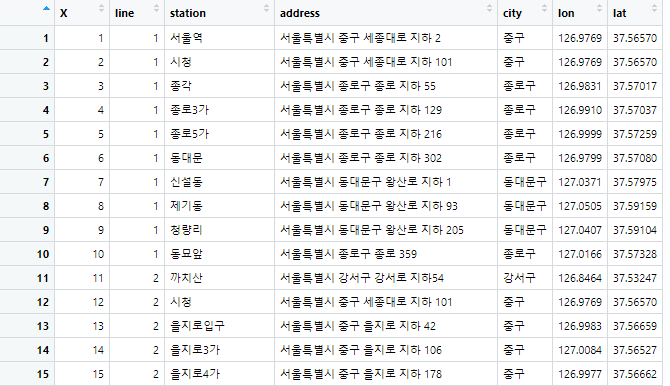 X line station address city lon lat
1 1 1 서울역 서울특별시 중구 세종대로 지하 2 중구 126.9769 37.56570
2 2 1 시청 서울특별시 중구 세종대로 지하 101 중구 126.9769 37.56570
3 3 1 종각 서울특별시 종로구 종로 지하 55 종로구 126.9831 37.57017
4 4 1 종로3가 서울특별시 종로구 종로 지하 129 종로구 126.9910 37.57037
5 5 1 종로5가 서울특별시 종로구 종로 지하 216 종로구 126.9999 37.57259
6 6 1 동대문 서울특별시 종로구 종로 지하 302 종로구 126.9799 37.57080
7 7 1 신설동 서울특별시 동대문구 왕산로 지하 1 동대문구 127.0371 37.57975
8 8 1 제기동 서울특별시 동대문구 왕산로 지하 93 동대문구 127.0505 37.59159
9 9 1 청량리 서울특별시 동대문구 왕산로 지하 205 동대문구 127.0407 37.59104
10 10 1 동묘앞 서울특별시 종로구 종로 359 종로구 127.0166 37.57328
11 11 2 까치산 서울특별시 강서구 강서로 지하54 강서구 126.8464 37.53247
12 12 2 시청 서울특별시 중구 세종대로 지하 101 중구 126.9769 37.56570
13 13 2 을지로입구 서울특별시 중구 을지로 지하 42 중구 126.9983 37.56659
14 14 2 을지로3가 서울특별시 중구 을지로 지하 106 중구 127.0084 37.56527
15 15 2 을지로4가 서울특별시 중구 을지로 지하 178 중구 126.9977 37.56662